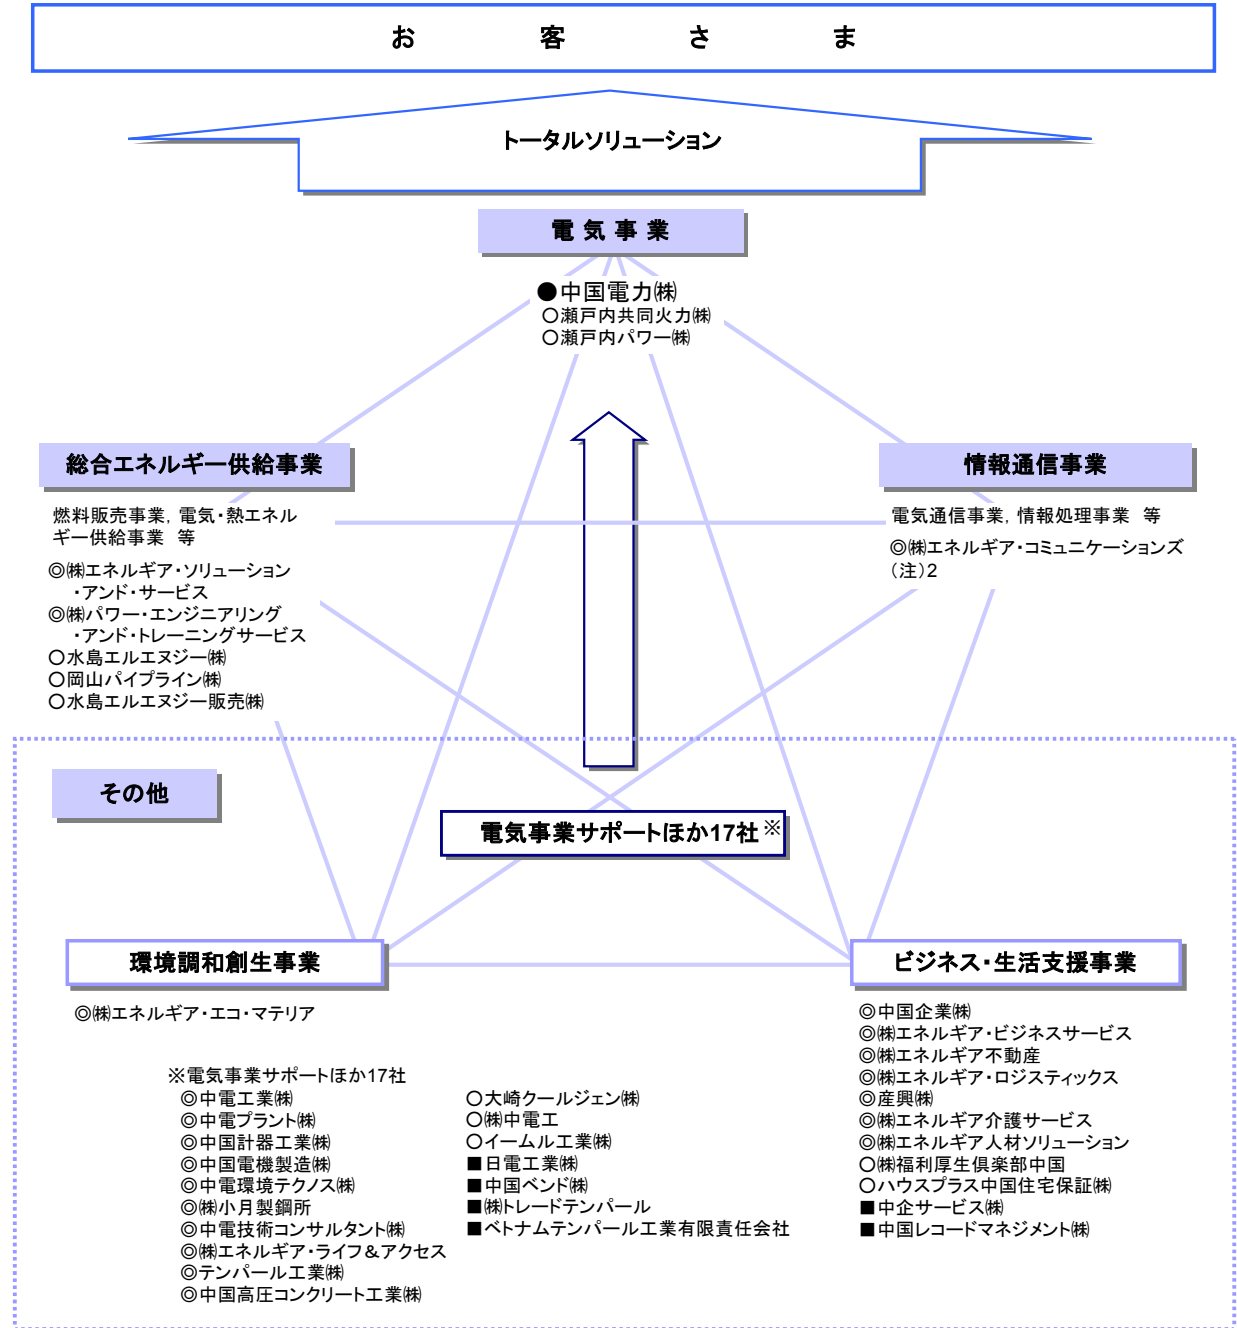 お客さま
トータルソリューション
電気事業
●中国電力㈱
○瀬戸内共同火力㈱
○瀬戸内パワー㈱
総合エネルギー供給事業
燃料販売事業，電気・熱エネル
ギー供給事業　等
◎㈱エネルギア・ソリューション
・アンド・サービス
◎㈱パワー・エンジニアリング
・アンド・トレーニングサービス
○水島エルエヌジー㈱
○岡山パイプライン㈱
○水島エルエヌジー販売㈱
情報通信事業
電気通信事業，情報処理事業　等
◎㈱エネルギア・コミュニケーションズ
（注）2
その他
電気事業サポートほか17社※
環境調和創生事業
◎㈱エネルギア・エコ・マテリア
ビジネス・生活支援事業
◎中国企業㈱
◎㈱エネルギア・ビジネスサービス
◎㈱エネルギア不動産
◎㈱エネルギア・ロジスティックス
◎産興㈱
◎㈱エネルギア介護サービス
◎㈱エネルギア人材ソリューション
○㈱福利厚生倶楽部中国
○ハウスプラス中国住宅保証㈱
■中企サービス㈱
■中国レコードマネジメント㈱
※電気事業サポートほか17社
◎中電工業㈱
◎中電プラント㈱
◎中国計器工業㈱
◎中国電機製造㈱
◎中電環境テクノス㈱
◎㈱小月製鋼所
◎中電技術コンサルタント㈱
◎㈱エネルギア・ライフ＆アクセス
◎テンパール工業㈱
◎中国高圧コンクリート工業㈱
○大崎クールジェン㈱
○㈱中電工
○イームル工業㈱
■日電工業㈱
■中国ベンド㈱
■㈱トレードテンパール
■ベトナムテンパール工業有限責任会社